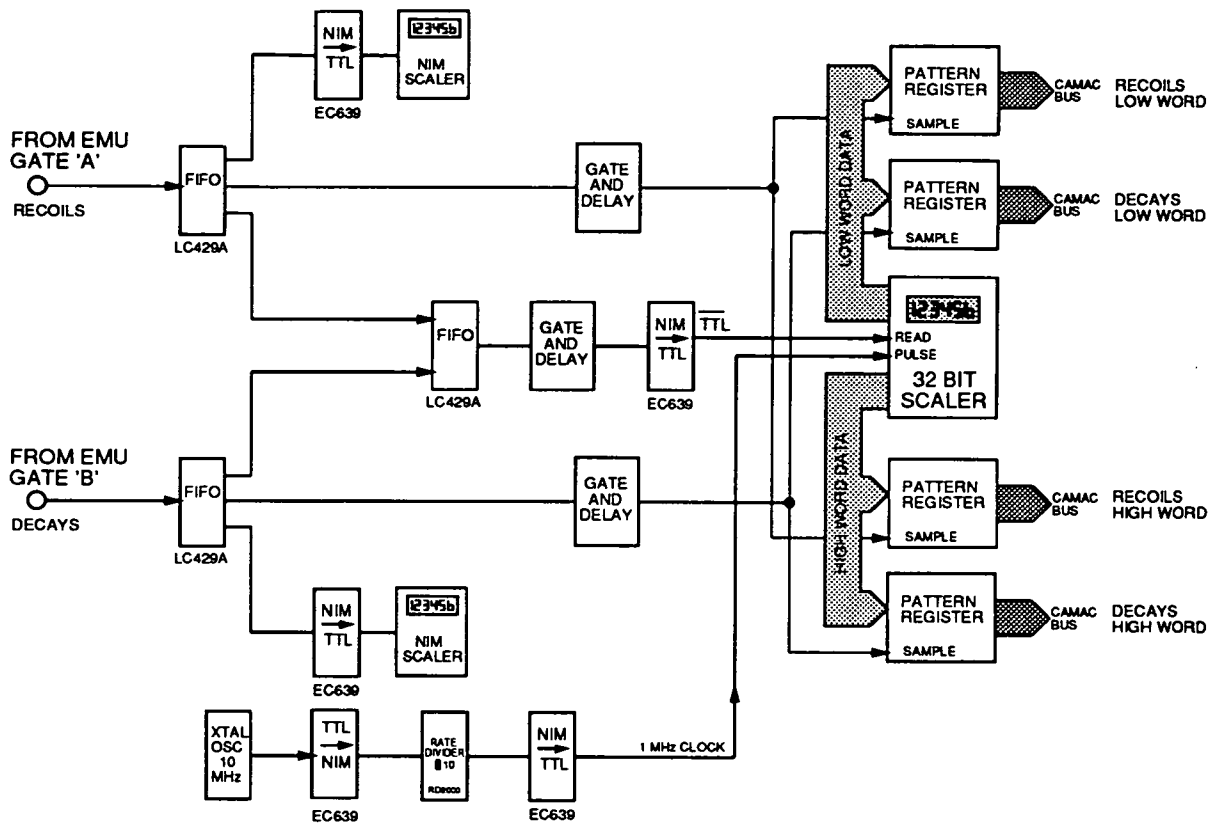 NIM
TTL
EC639
123456
NIM
SCALER
FROM EMU
GATE 'A'
RECOILS
FIFO
LC429A
GATE
AND
DELAY
LOW WORD DATA
PATTERN
REGISTER
SAMPLE
CAMAC
BUS
RECOILS
LOW WORD
PATTERN
REGISTER
SAMPLE
CAMAC
BUS
DECAYS
LOW WORD
FIFO
LC429A
GATE
AND
DELAY
NIM
TTL
EC639
TTL
123456
READ
PULSE
32 BIT
SCALER
FROM EMU
GATE 'B'
DECAYS
FIFO
LC429A
GATE
AND
DELAY
HIGH WORD DATA
PATTERN
REGISTER
SAMPLE
CAMAC
BUS
RECOILS
HIGH WORD
PATTERN
REGISTER
SAMPLE
CAMAC
BUS
DECAYS
HIGH WORD
NIM
TTL
EC639
123456
NIM
SCALER
XTAL
OSC
10
MHz
TTL
NIM
EC639
RATE
DIVIDER
10
RD2000
NIM
TTL
EC639
1 MHz CLOCK